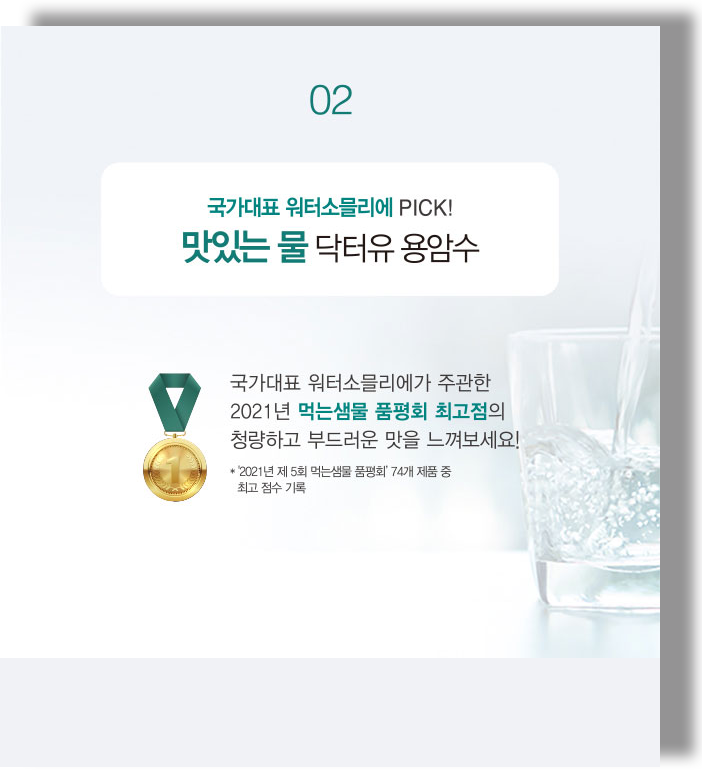 02
국가대표 워터소믈리에 PICK!
맛있는 물 닥터유 용암수
국가대표 워터소믈리에가 주관한
2021년 먹는샘물 품평회 최고점의
청량하고 부드러운 맛을 느껴보세요!
* '2021년 제 5회 먹는샘물 품평회' 74개 제품 중
최고 점수 기록
1